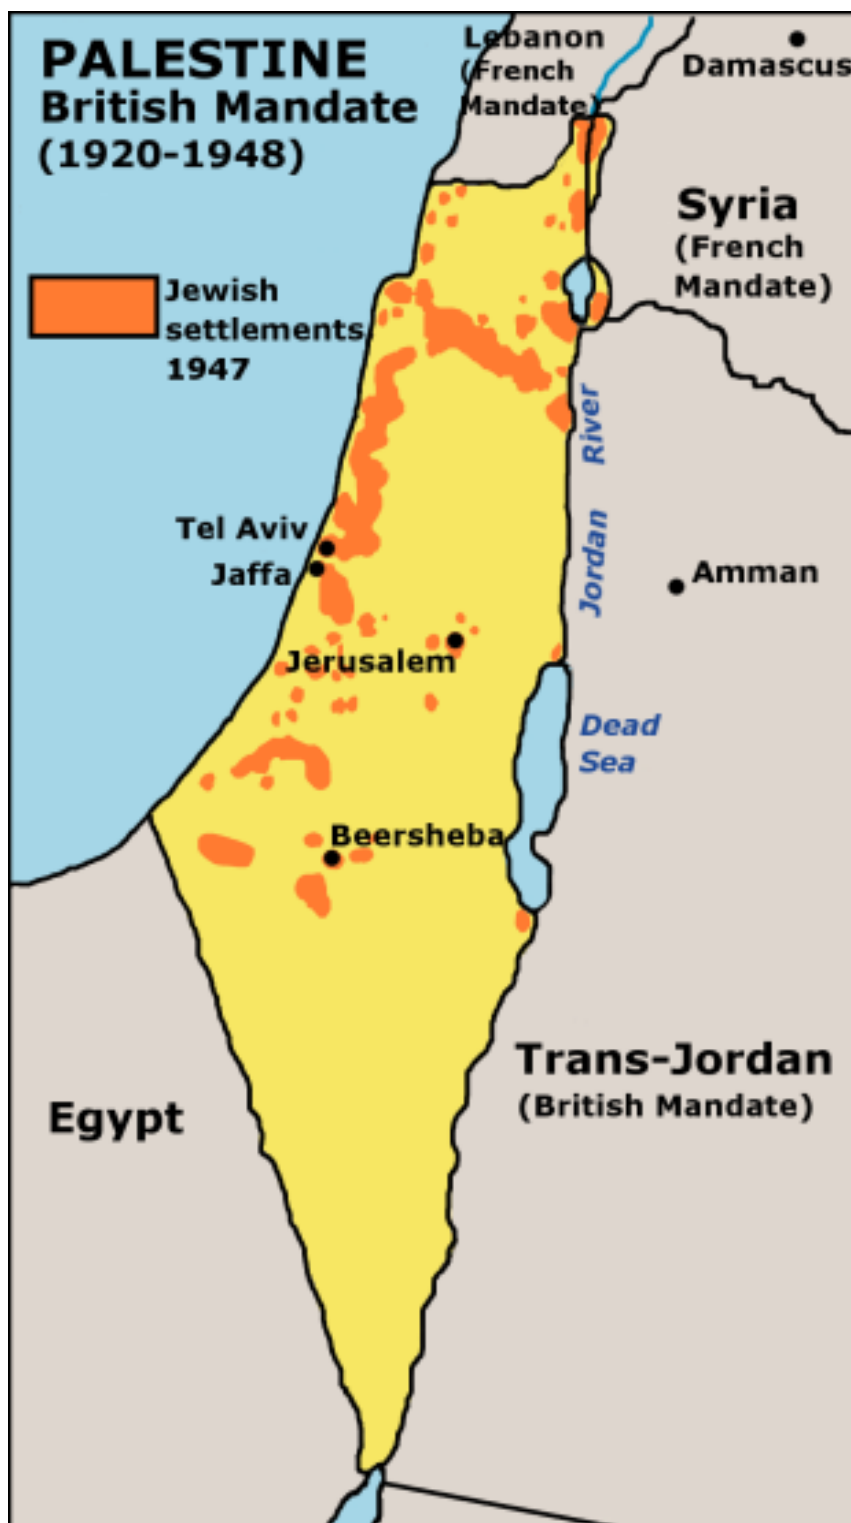 PALESTINE
British Mandate
(1920-1948)
Lebanon
(French
Mandate)
Damascus
Syria
(French
Mandate)
Jewish
settlements,
1947
River
Jordan
Tel Aviv
Jaffa
Amman
Jerusalem
Dead
Sea
Beersheba
Trans-Jordan
(British Mandate)
Egypt